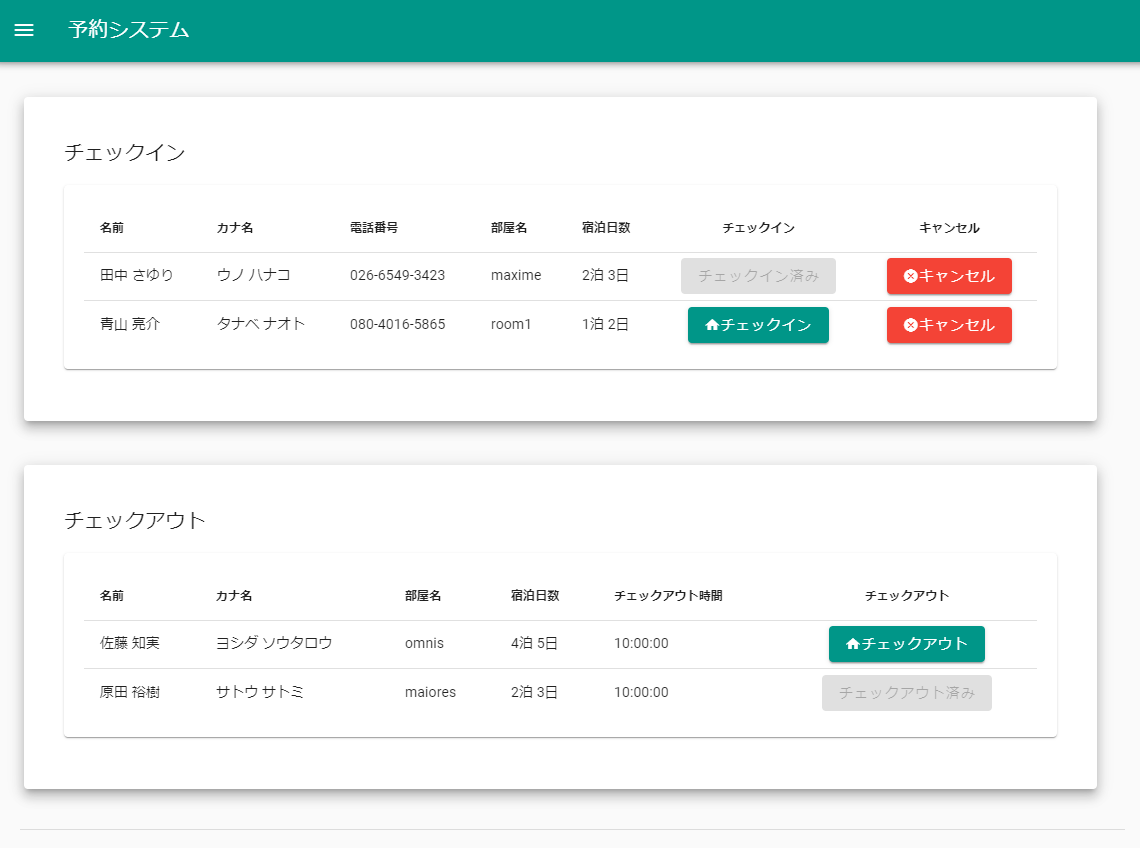 予約システム
チェックイン
名前 カナ名 電話番号 部屋名 宿泊日数 チェックイン キャンセル
田中 さゆり ウノ ハナコ 026-6549-3423 maxime 2泊 3日 チェックイン済み キャンセル
青山 亮介 タナベ ナオト 080-4016-5865 room1 1泊 2日 チェックイン キャンセル
チェックアウト
名前 カナ名 部屋名 宿泊日数 チェックアウト時間 チェックアウト
佐藤 知実 ヨシダ ソウタロウ omnis 4泊 5日 10:00:00 チェックアウト
原田 裕樹 サトウ サトミ maiores 2泊 3日 10:00:00 チェックアウト済み